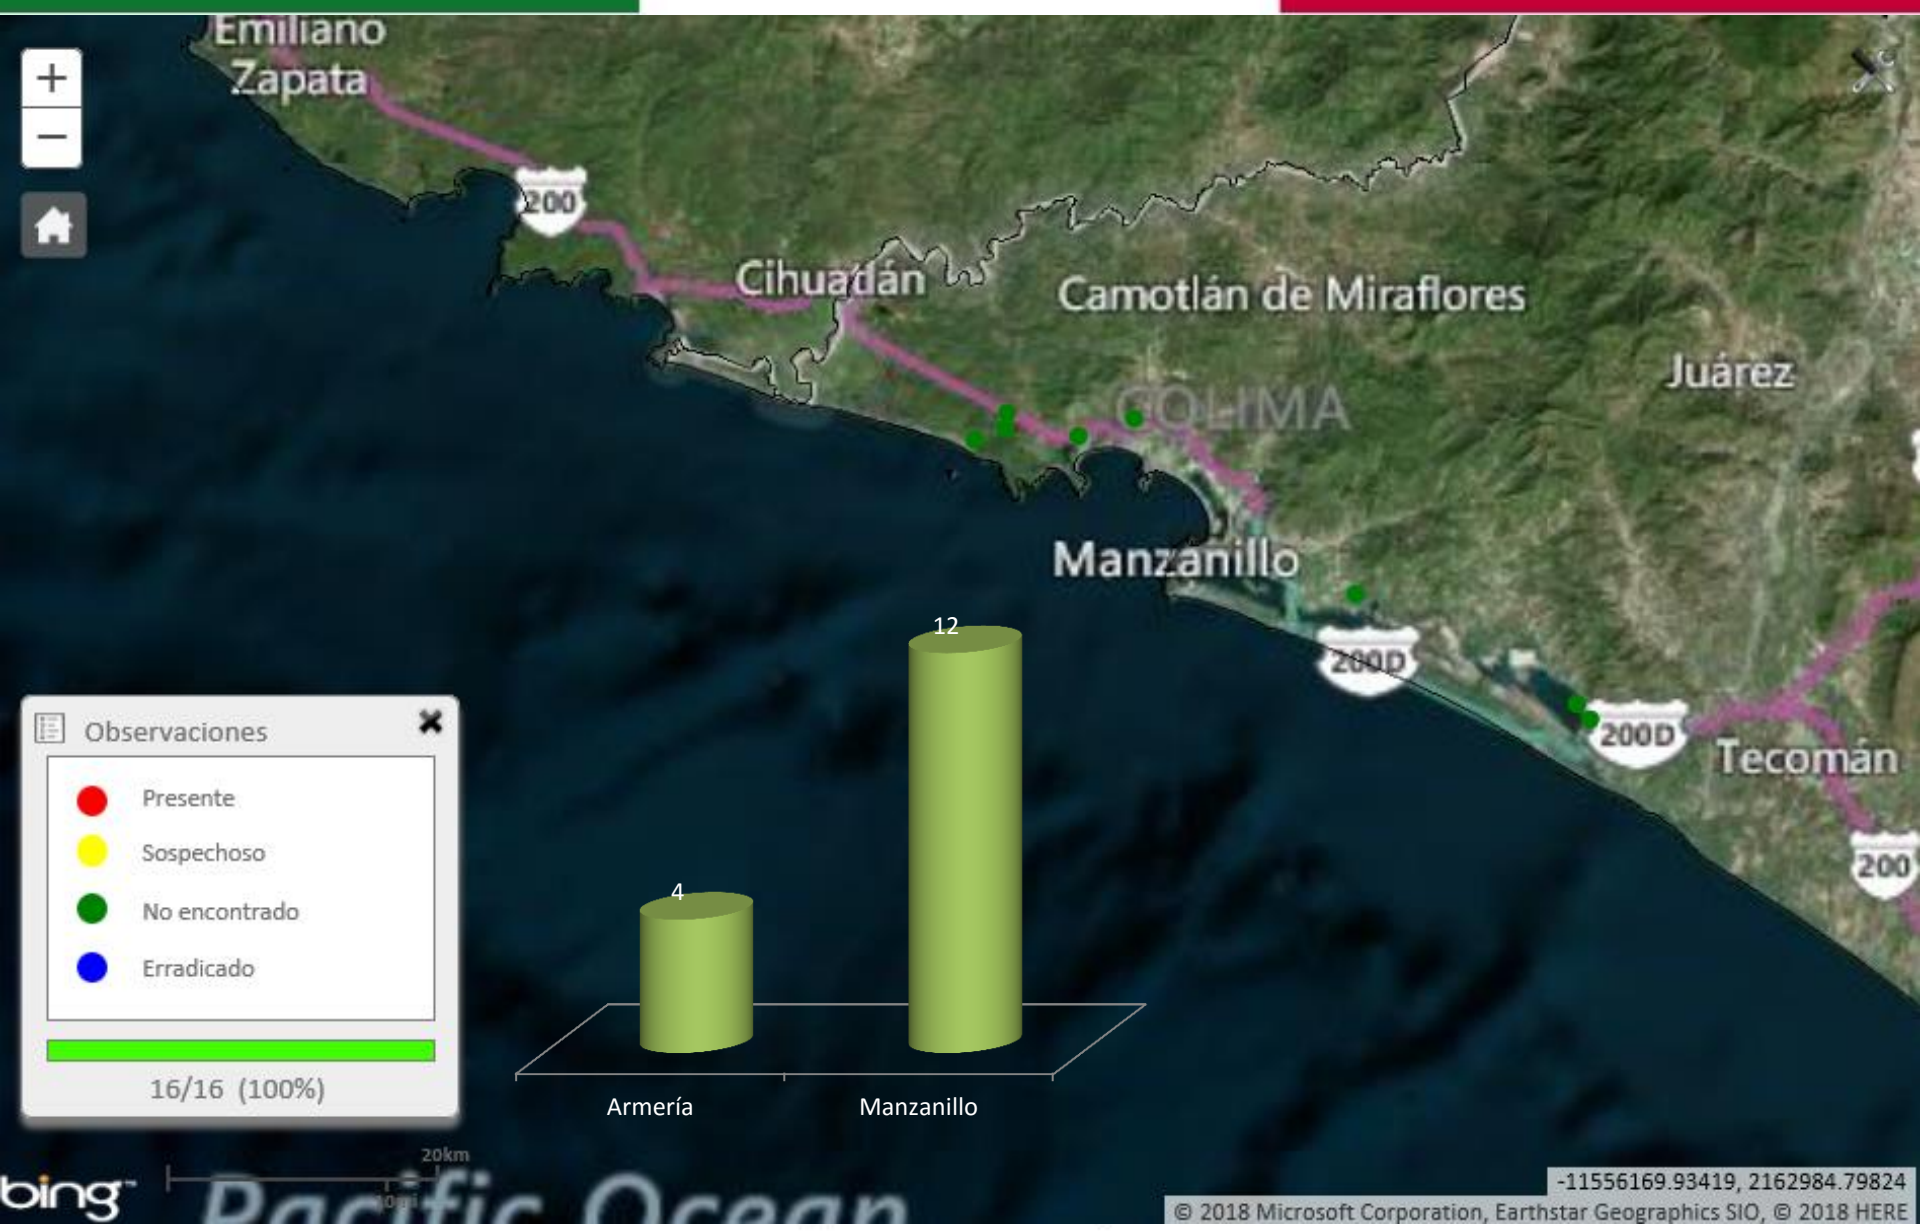 Emiliano
Zapata
+
−
200
Cihuatlán
Camotlán de Miraflores
Juárez
COLIMA
Manzanillo
200D
200D
Tecomán
200
12
4
Armería
Manzanillo
Observaciones
Presente
Sospechoso
No encontrado
Erradicado
16/16 (100%)
20km
bing™
Pacific Ocean
-11556169.93419, 2162984.79824
© 2018 Microsoft Corporation, Earthstar Geographics SIO, © 2018 HERE